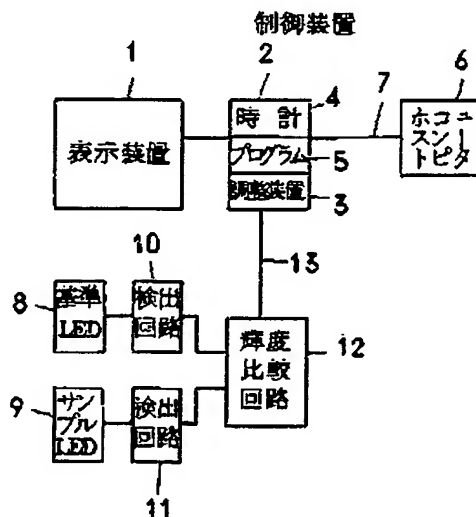 制御装置
1
2
4
6
7
表示装置
時計
プログラム
5
調整装置
3
ホスト
コンピュータ
13
10
8
基準
LED
検出
回路
輝度
比較
回路
12
9
サン
プル
LED
検出
回路
11